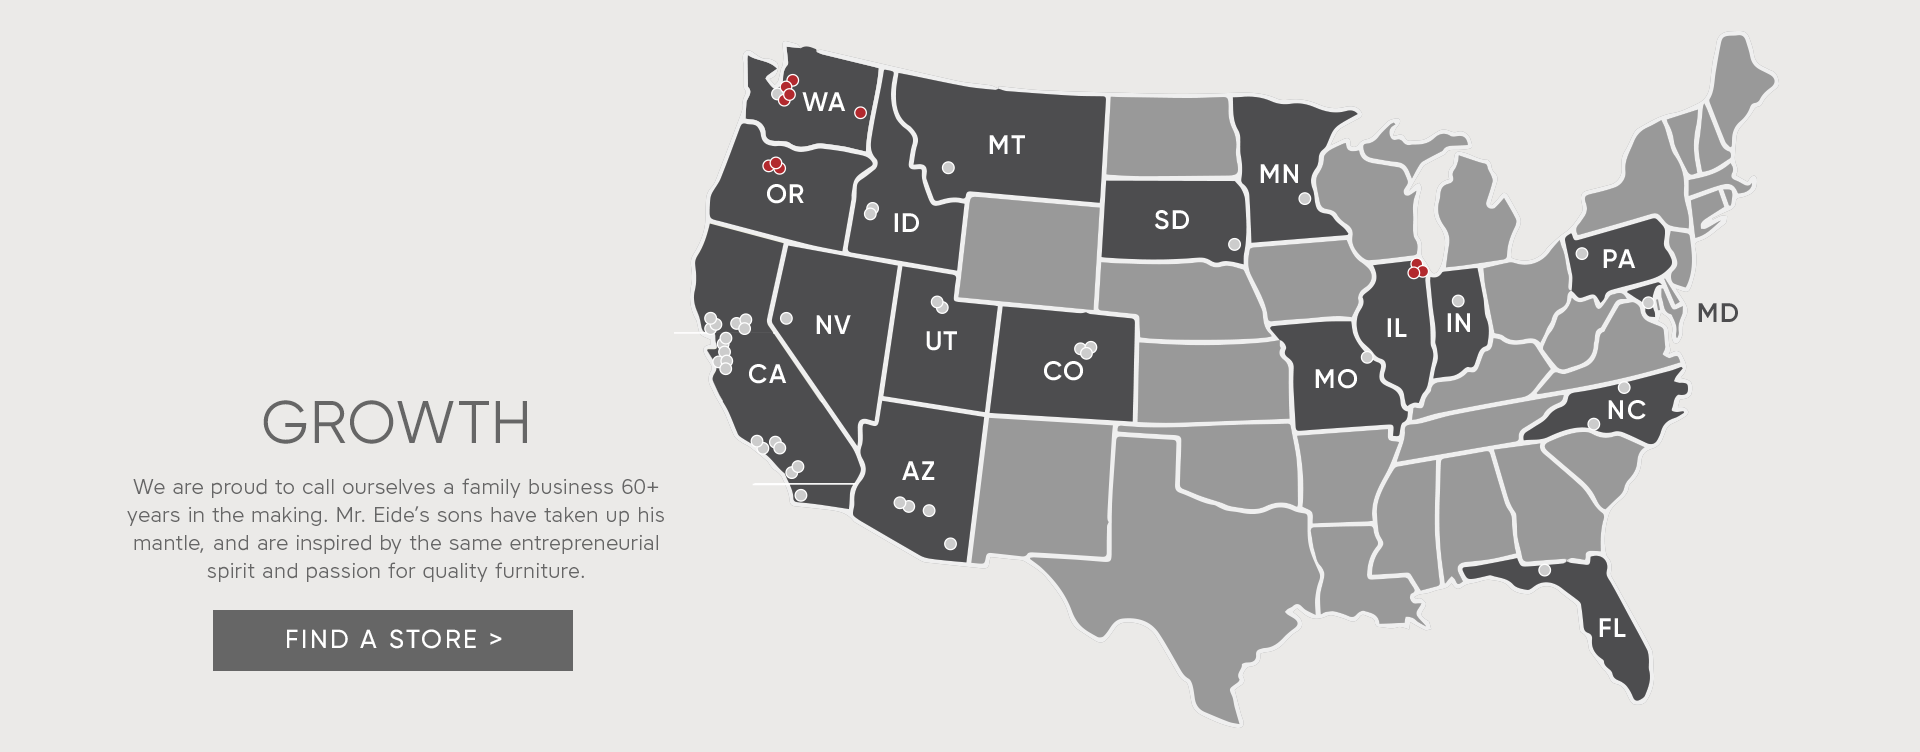 GROWTH
We are proud to call ourselves a family business 60+
years in the making. Mr. Eide’s sons have taken up his
mantle, and are inspired by the same entrepreneurial
spirit and passion for quality furniture.
FIND A STORE >
WA
MT
OR
ID
MN
SD
PA
MD
NV
UT
CO
CA
IL
IN
MO
NC
AZ
FL